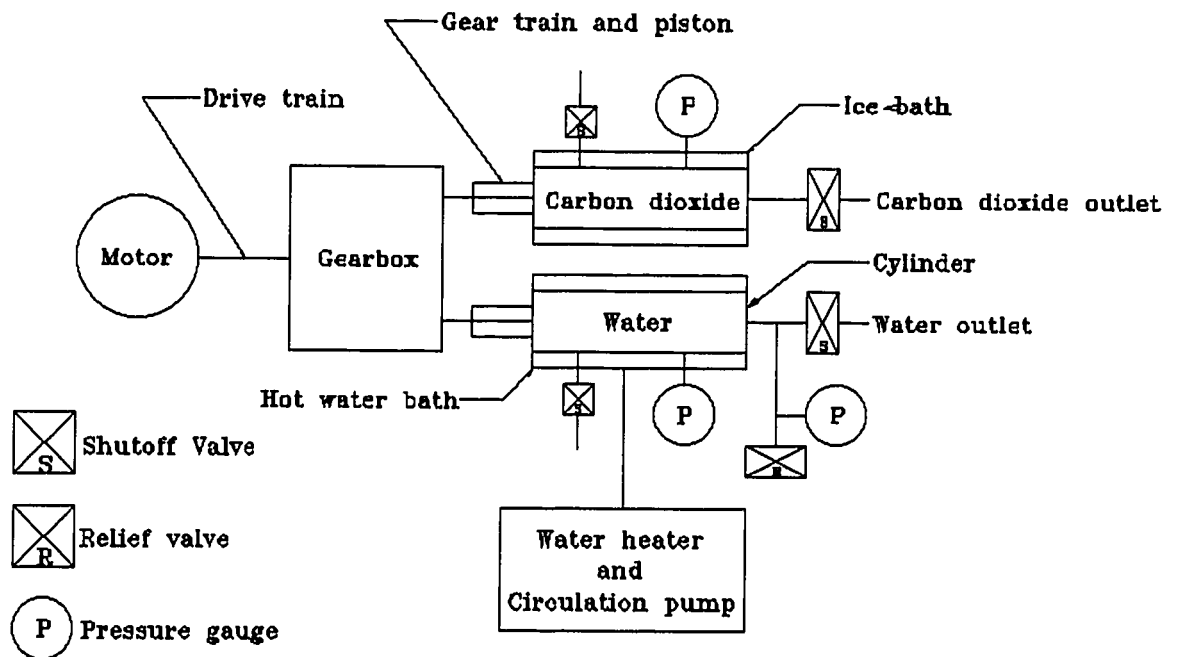 Gear train and piston
Drive train
P
Ice-bath
Carbon dioxide
Carbon dioxide outlet
Motor
Gearbox
Cylinder
Water
Water outlet
S
Hot water bath
P
P
S
Shutoff Valve
R
Relief valve
Water heater
and
Circulation pump
P
Pressure gauge